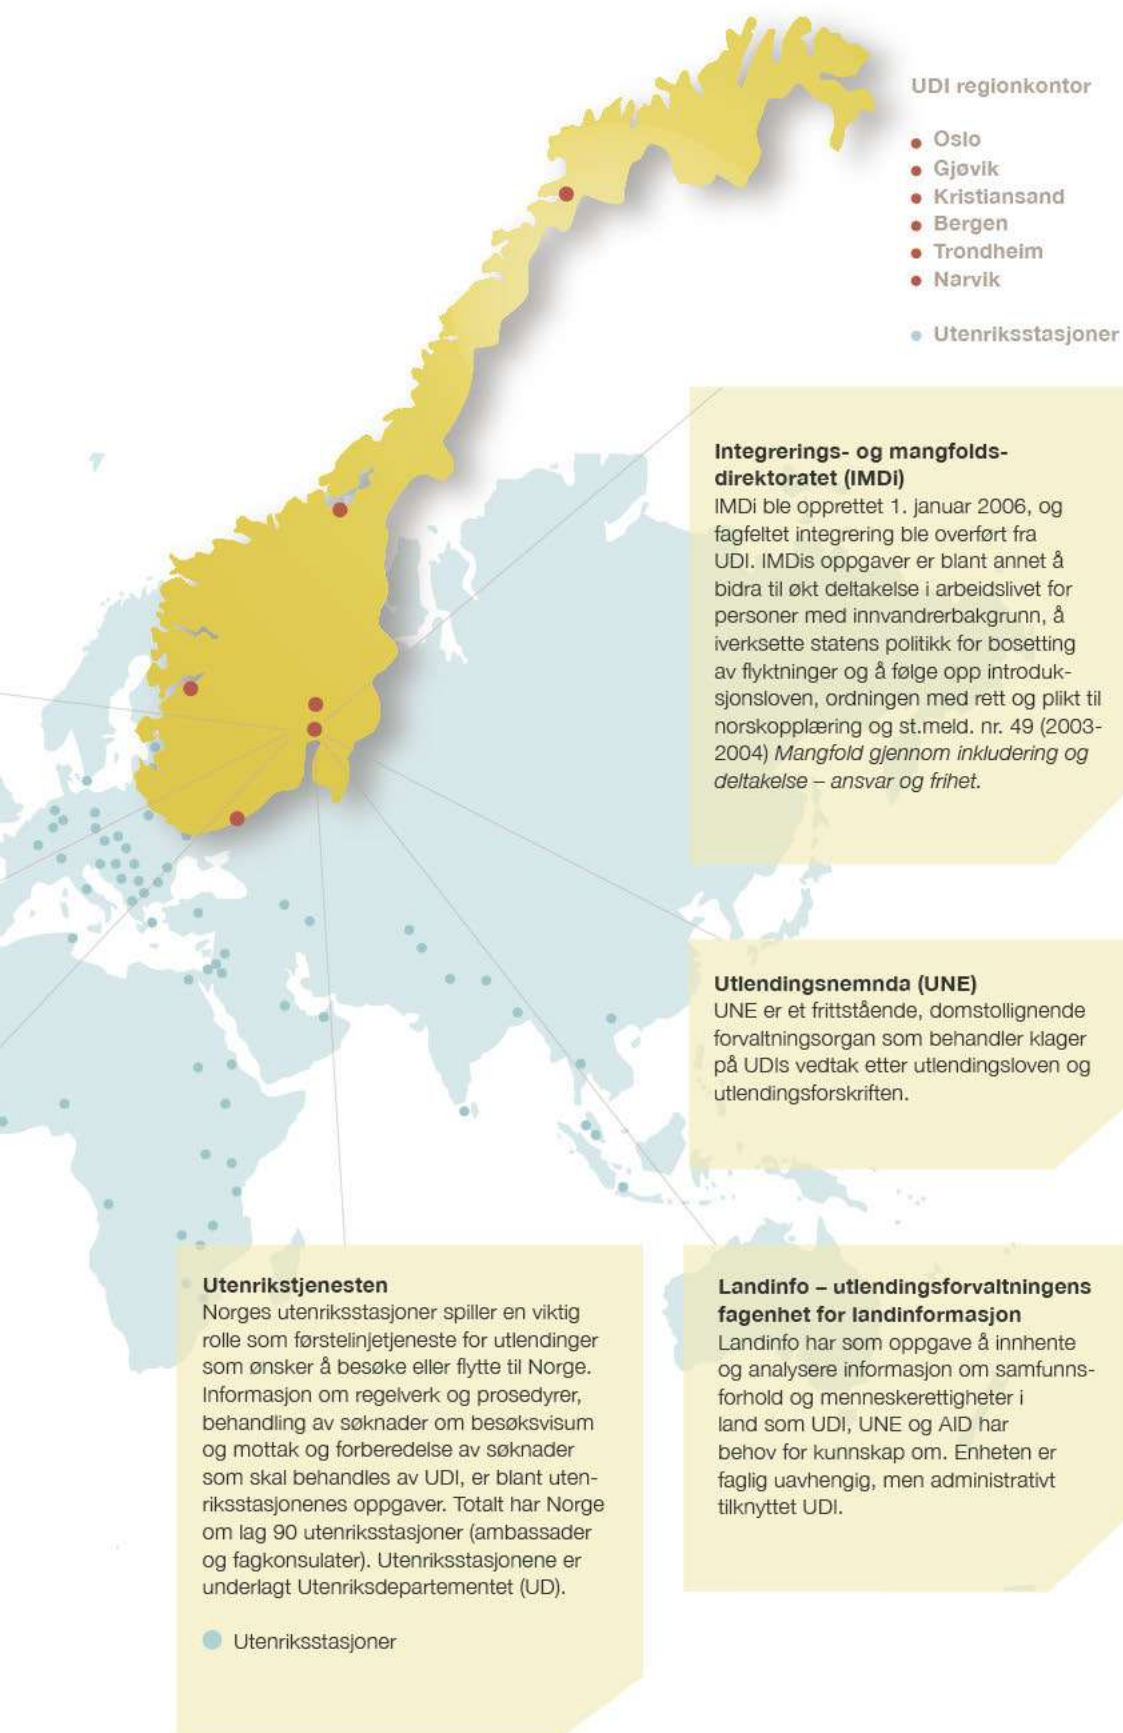 UDI regionkontor
Oslo
Gjøvik
Kristiansand
Bergen
Trondheim
Narvik
Utenriksstasjoner
Integrerings- og mangfolds-
direktoratet (IMDi)
IMDi ble opprettet 1. januar 2006, og
fagfeltet integrering ble overført fra
UDI. IMDis oppgaver er blant annet å
bidra til økt deltakelse i arbeidslivet for
personer med innvandrerbakgrunn, å
iverksette statens politikk for bosetting
av flyktninger og å følge opp introduk-
sjonsloven, ordningen med rett og plikt til
norskopplæring og st.meld. nr. 49 (2003-
2004) Mangfold gjennom inkludering og
deltakelse – ansvar og frihet.
Utlendingsnemnda (UNE)
UNE er et frittstående, domstollignende
forvaltningsorgan som behandler klager
på UDIs vedtak etter utlendingsloven og
utlendingsforskriften.
Utenrikstjenesten
Norges utenriksstasjoner spiller en viktig
rolle som førstelinjetjeneste for utlendinger
som ønsker å besøke eller flytte til Norge.
Informasjon om regelverk og prosedyrer,
behandling av søknader om besøksvisum
og mottak og forberedelse av søknader
som skal behandles av UDI, er blant uten-
riksstasjonenes oppgaver. Totalt har Norge
om lag 90 utenriksstasjoner (ambassader
og fagkonsulater). Utenriksstasjonene er
underlagt Utenriksdepartementet (UD).
Utenriksstasjoner
Landinfo – utlendingsforvaltningens
fagenhet for landinformasjon
Landinfo har som oppgave å innhente
og analysere informasjon om samfunns-
forhold og menneskerettigheter i
land som UDI, UNE og AID har
behov for kunnskap om. Enheten er
faglig uavhengig, men administrativt
tilknyttet UDI.